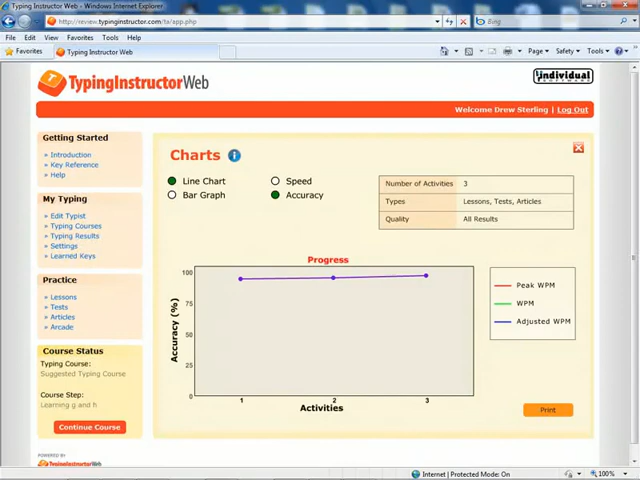 Typing Instructor Web - Windows Internet Explorer
http://review.typinginstructor.com/ta/app.php
Bing
File Edit View Favorites Tools Help
Favorites Typing Instructor Web
Page Safety Tools
TypingInstructorWeb
individual
SOFTWARE
Welcome Drew Sterling | Log Out
Getting Started
» Introduction
» Key Reference
» Help
My Typing
» Edit Typist
» Typing Courses
» Typing Results
» Settings
» Learned Keys
Practice
» Lessons
» Tests
» Articles
» Arcade
Course Status
Typing Course:
Suggested Typing Course
Course Step:
Learning g and h
Continue Course
POWERED BY
TypingInstructorWeb
Charts i
Line Chart Speed
Bar Graph Accuracy
Number of Activities 3
Types Lessons, Tests, Articles
Quality All Results
Progress
Accuracy (%)
100
75
50
25
0
1 2 3
Activities
Peak WPM
WPM
Adjusted WPM
Print
Internet | Protected Mode: On 100%